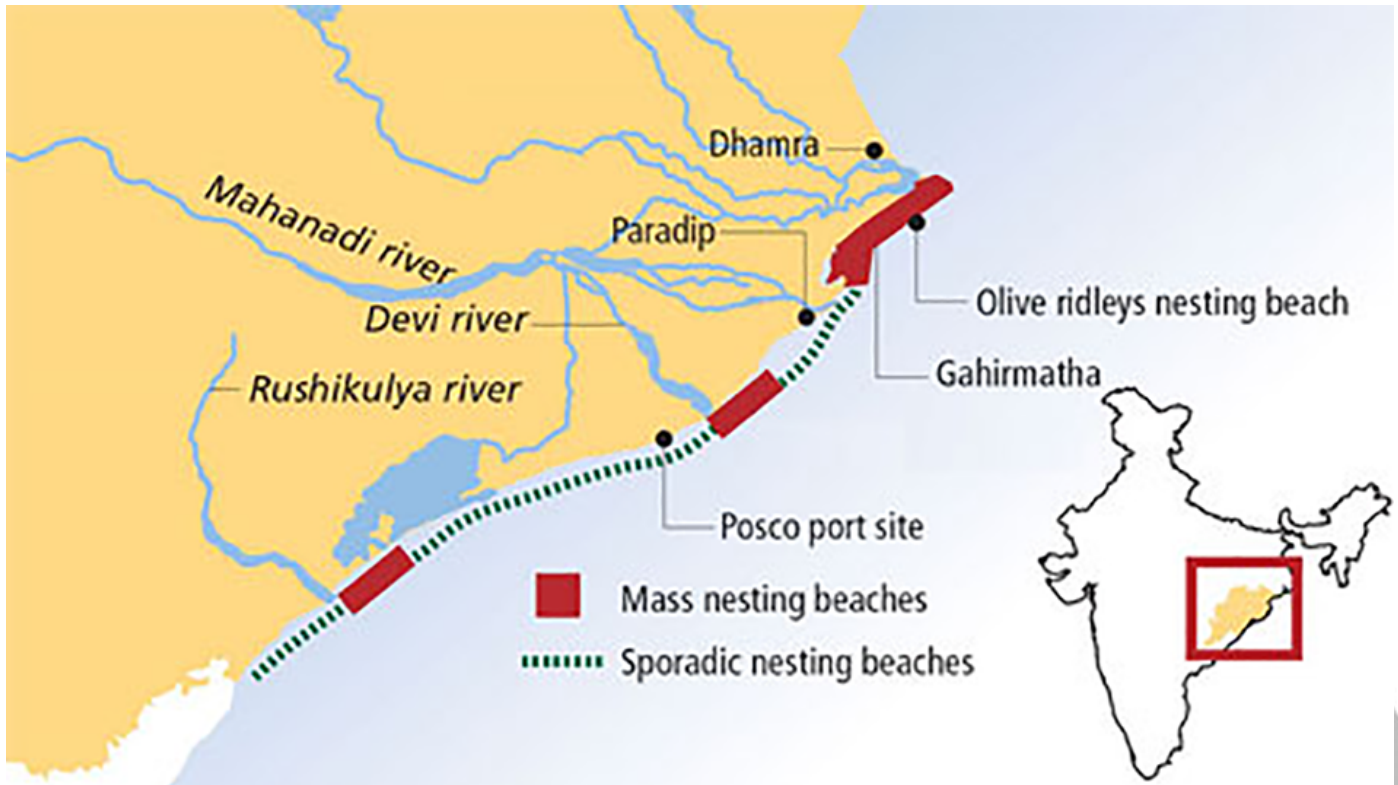 Dhamra
Mahanadi river
Paradip
Olive ridleys nesting beach
Devi river
Gahirmatha
Rushikulya river
Posco port site
Mass nesting beaches
Sporadic nesting beaches